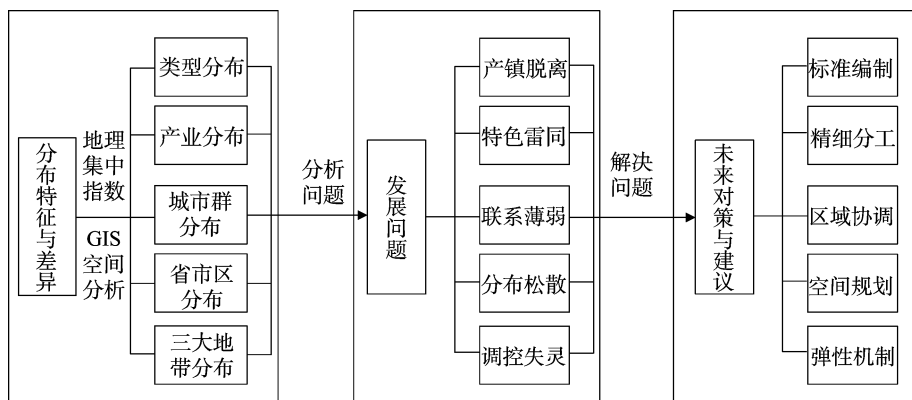 分布特征与差异
地理
集中
指数
GIS
空间
分析
类型分布
产业分布
城市群
分布
省市区
分布
三大地
带分布
分析
问题
发展问题
产镇脱离
特色雷同
联系薄弱
分布松散
调控失灵
解决
问题
未来对策与建议
标准编制
精细分工
区域协调
空间规划
弹性机制